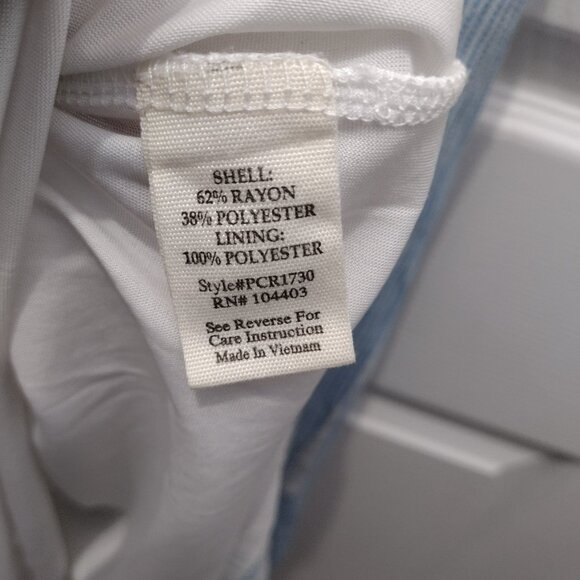 SHELL:
62% RAYON
38% POLYESTER
LINING:
100% POLYESTER
Style#PCR1730
RN# 104403
See Reverse For
Care Instruction
Made In Vietnam